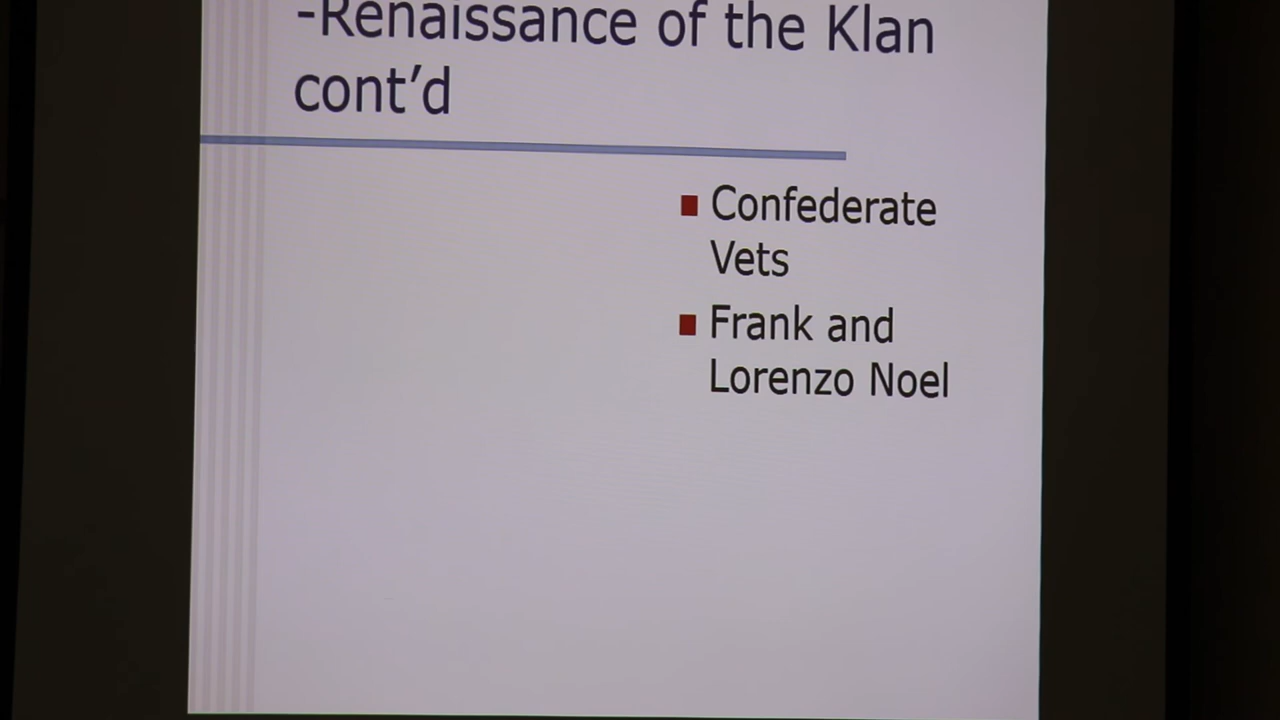 -Renaissance of the Klan
cont’d
Confederate
Vets
Frank and
Lorenzo Noel